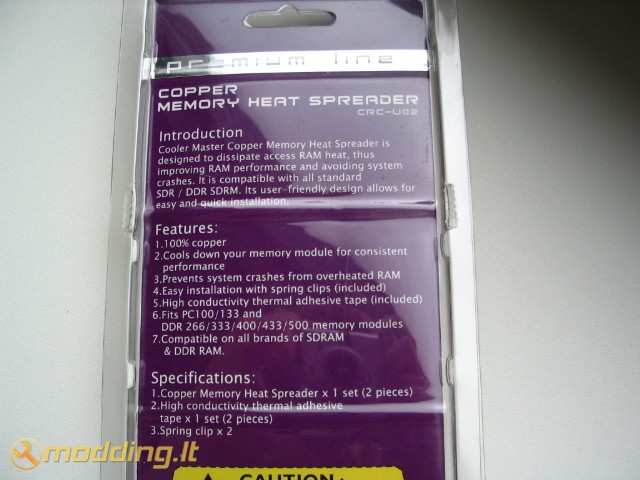 premium line
COPPER
MEMORY HEAT SPREADER
CRC-U02
Introduction
Cooler Master Copper Memory Heat Spreader is
designed to dissipate access RAM heat, thus
improving RAM performance and avoiding system
crashes. It is compatible with all standard
SDR / DDR SDRM. Its user-friendly design allows for
easy and quick installation.
Features:
1.100% copper
2.Cools down your memory module for consistent
performance
3.Prevents system crashes from overheated RAM
4.Easy installation with spring clips (included)
5.High conductivity thermal adhesive tape (included)
6.Fits PC100/133 and
DDR 266/333/400/433/500 memory modules
7.Compatible on all brands of SDRAM
& DDR RAM.
Specifications:
1.Copper Memory Heat Spreader x 1 set (2 pieces)
2.High conductivity thermal adhesive
tape x 1 set (2 pieces)
3.Spring clip x 2
CAUTION
modding.lt